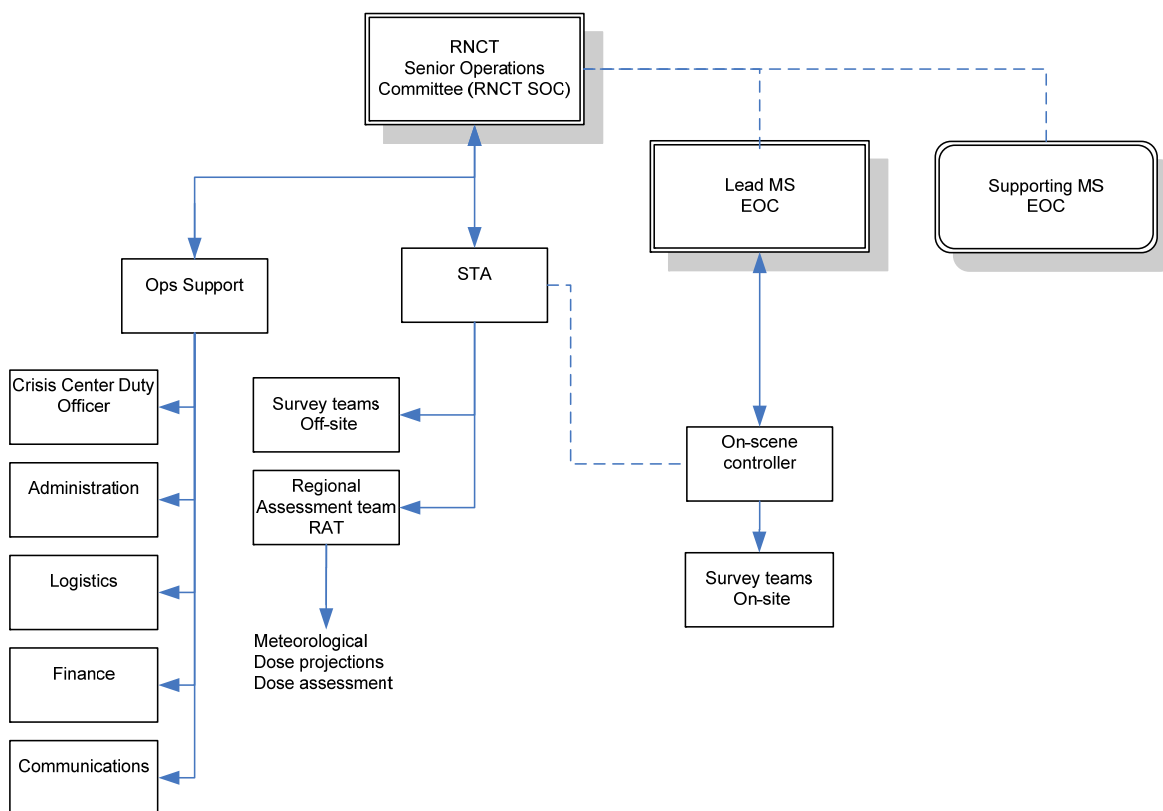 RNCT
Senior Operations
Committee (RNCT SOC)
Lead MS
EOC
Supporting MS
EOC
Ops Support
STA
Crisis Center Duty
Officer
Survey teams
Off-site
On-scene
controller
Administration
Regional
Assessment team
RAT
Logistics
Survey teams
On-site
Meteorological
Dose projections
Dose assessment
Finance
Communications